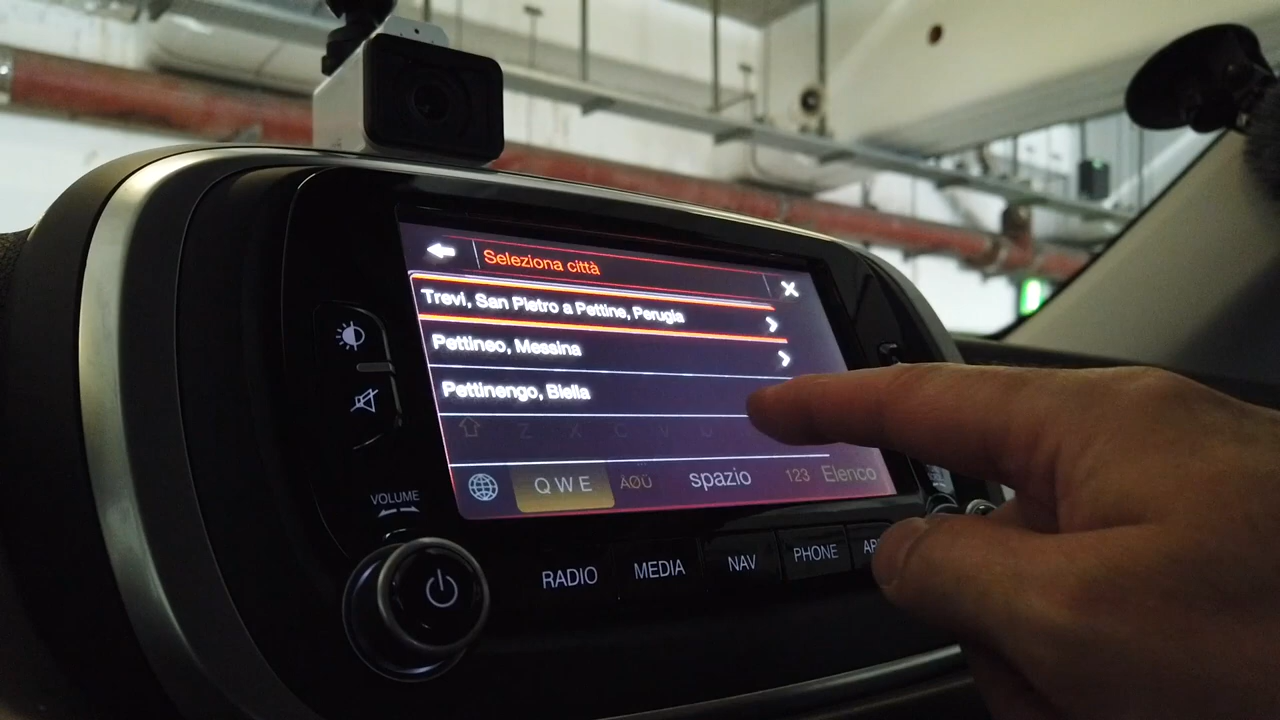 Seleziona città
Trevi, San Pietro a Pettine, Perugia
Pettineo, Messina
Pettinengo, Biella
Z X C V
QWE ÀØÜ spazio 123 Elenco
VOLUME
RADIO MEDIA NAV PHONE